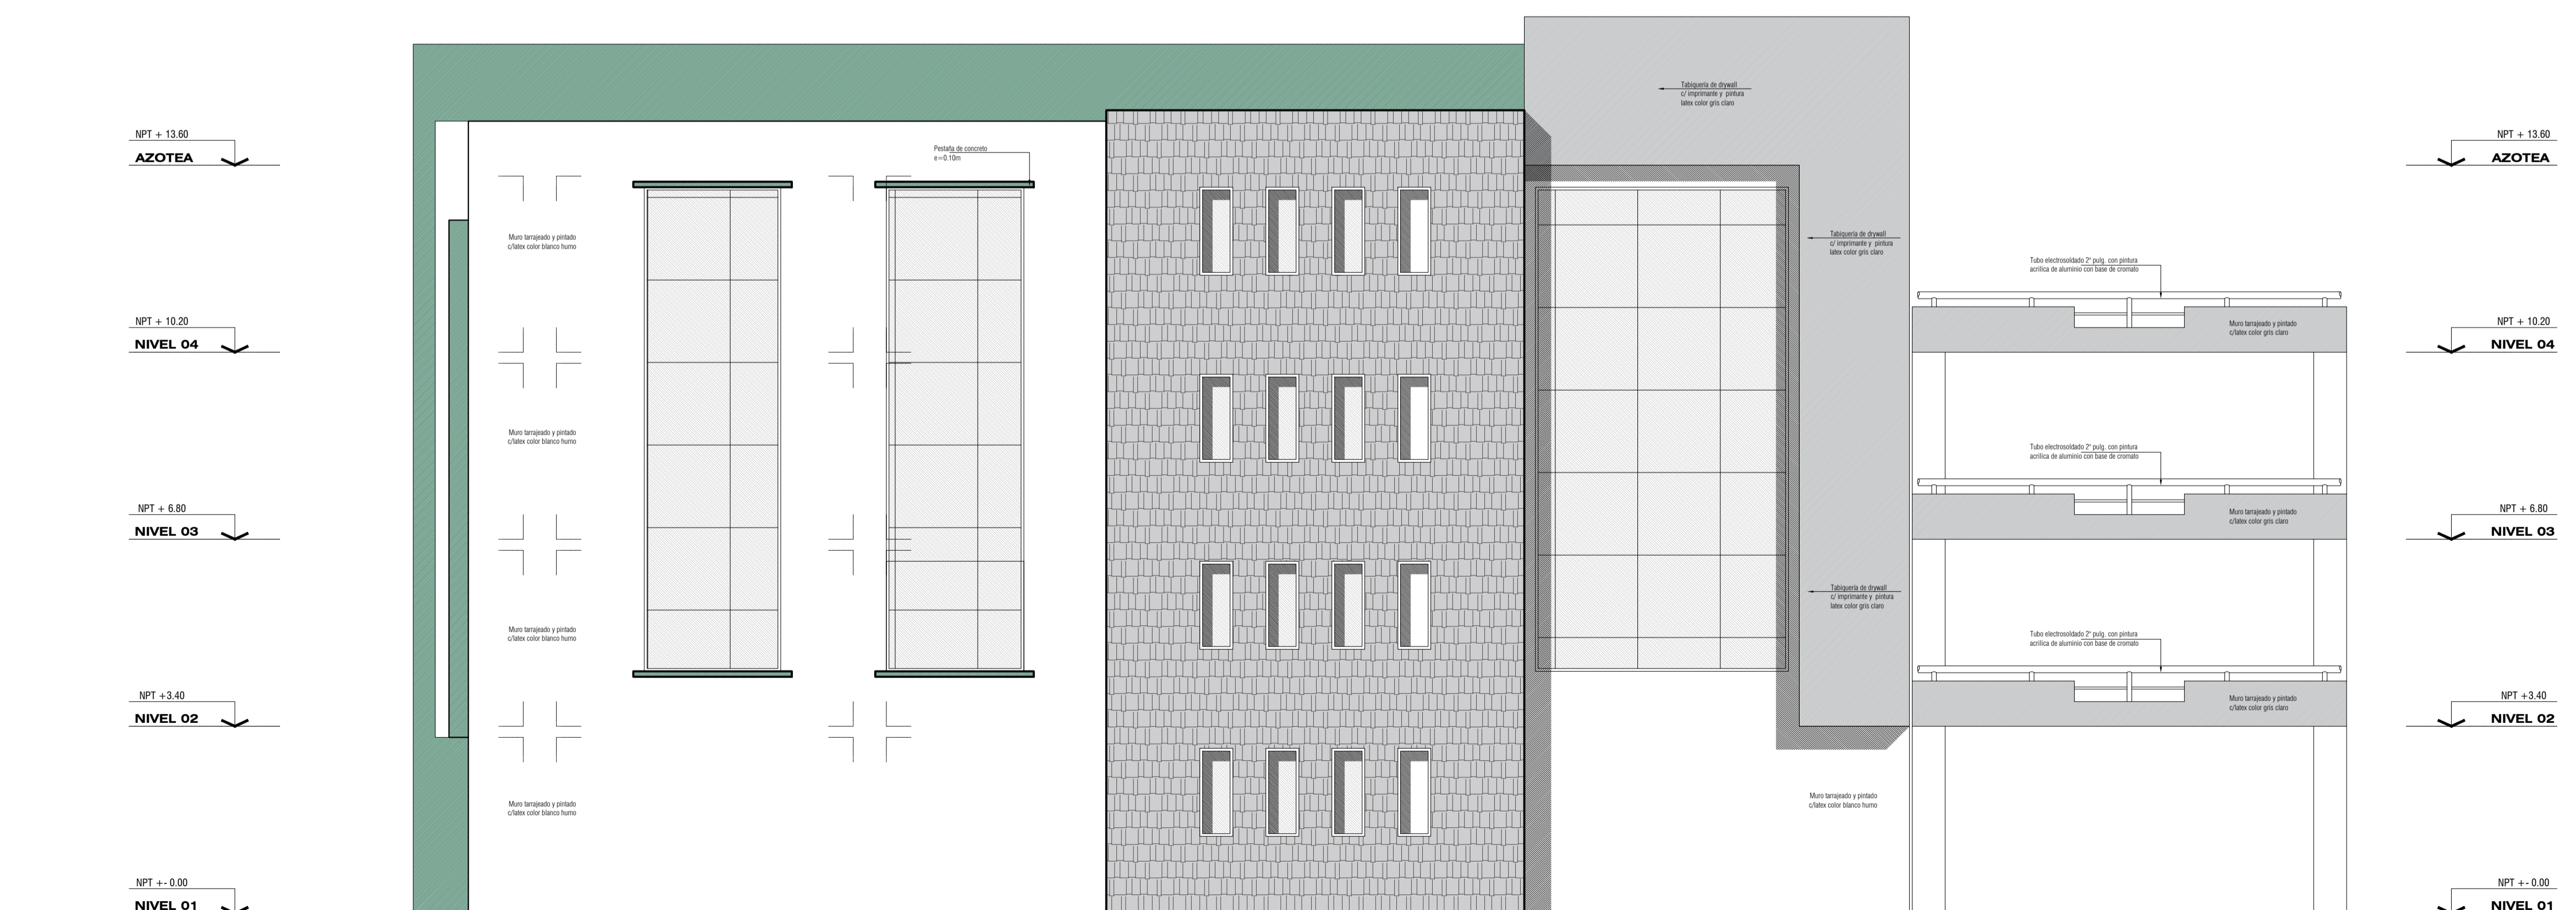 Tabiquería de drywall
c/ imprimante y pintura
latex color gris claro
NPT + 13.60
AZOTEA
Pestaña de concreto
e=0.10m
NPT + 13.60
AZOTEA
Muro tarrajeado y pintado
c/latex color blanco humo
Tabiquería de drywall
c/ imprimante y pintura
latex color gris claro
Tubo electrosoldado 2" pulg. con pintura
acrilica de aluminio con base de cromato
NPT + 10.20
NIVEL 04
Muro tarrajeado y pintado
c/latex color gris claro
NPT + 10.20
NIVEL 04
Muro tarrajeado y pintado
c/latex color blanco humo
Tubo electrosoldado 2" pulg. con pintura
acrilica de aluminio con base de cromato
NPT + 6.80
NIVEL 03
Muro tarrajeado y pintado
c/latex color gris claro
NPT + 6.80
NIVEL 03
Tabiquería de drywall
c/ imprimante y pintura
latex color gris claro
Muro tarrajeado y pintado
c/latex color blanco humo
Tubo electrosoldado 2" pulg. con pintura
acrilica de aluminio con base de cromato
NPT +3.40
NIVEL 02
Muro tarrajeado y pintado
c/latex color gris claro
NPT +3.40
NIVEL 02
Muro tarrajeado y pintado
c/latex color blanco humo
Muro tarrajeado y pintado
c/latex color blanco humo
NPT +- 0.00
NIVEL 01
NPT +- 0.00
NIVEL 01